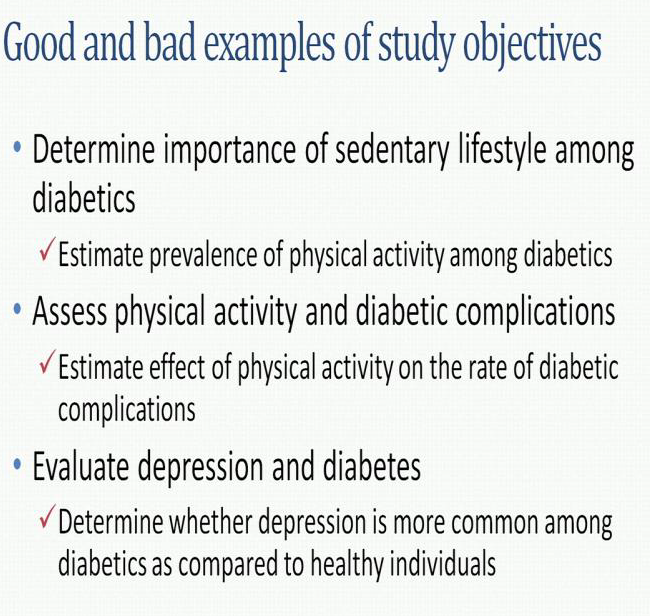 Good and bad examples of study objectives
• Determine importance of sedentary lifestyle among
diabetics
✓Estimate prevalence of physical activity among diabetics
• Assess physical activity and diabetic complications
✓Estimate effect of physical activity on the rate of diabetic
complications
• Evaluate depression and diabetes
✓Determine whether depression is more common among
diabetics as compared to healthy individuals